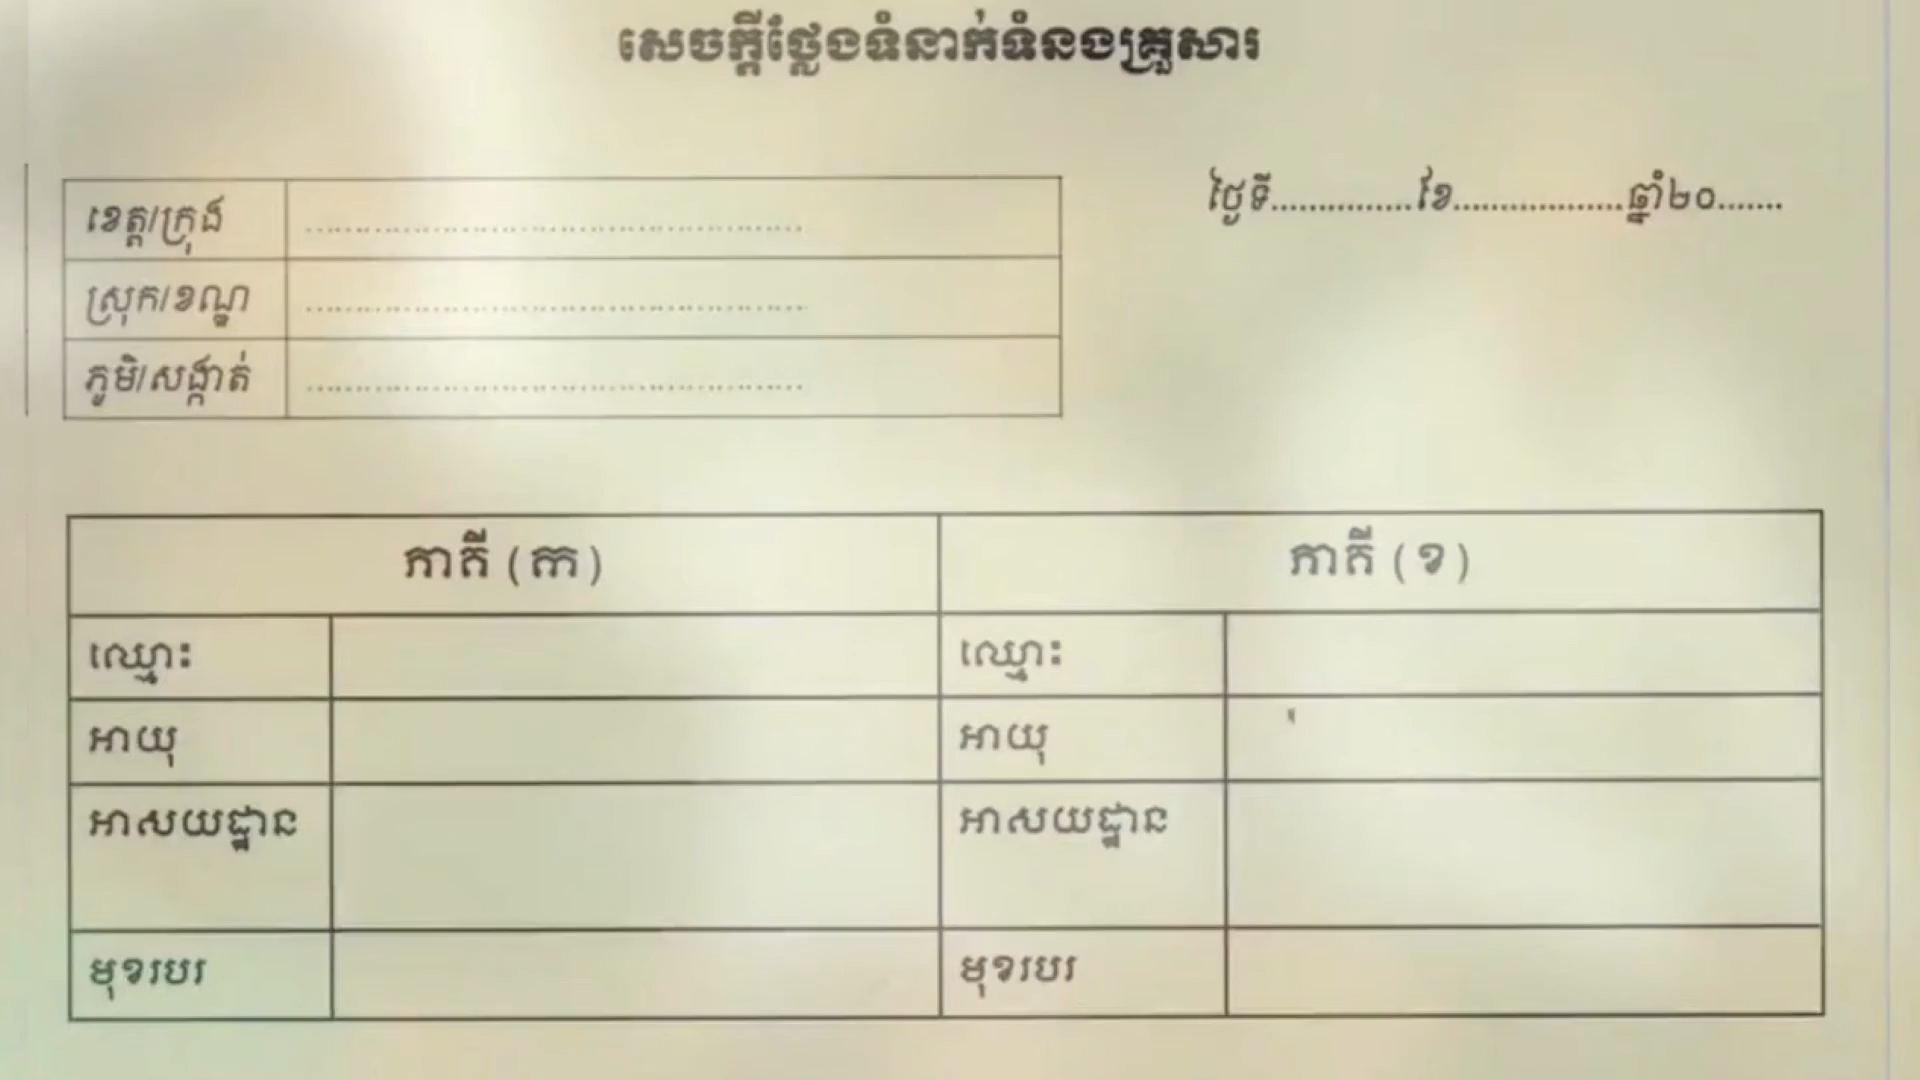 សេចក្តីថ្លែងទំនាក់ទំនងគ្រួសារ
ថ្ងៃទី...............ខែ..................ឆ្នាំ២០.......
ខេត្ត/ក្រុង ..................................................
ស្រុក/ខណ្ឌ ..................................................
ភូមិ/សង្កាត់ ..................................................
ភាគី (ក) ភាគី (ខ)
ឈ្មោះ ឈ្មោះ
អាយុ អាយុ
អាសយដ្ឋាន អាសយដ្ឋាន
មុខរបរ មុខរបរ